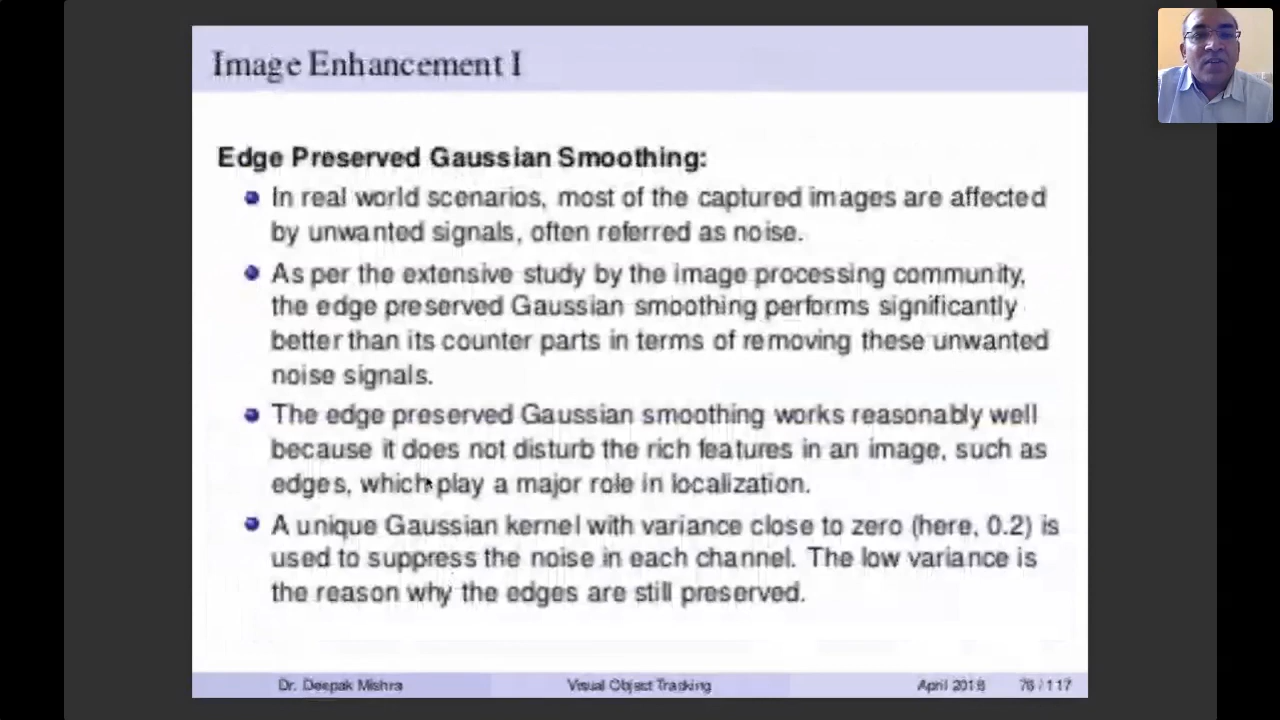 Image Enhancement I
Edge Preserved Gaussian Smoothing:
In real world scenarios, most of the captured images are affected
by unwanted signals, often referred as noise.
As per the extensive study by the image processing community,
the edge preserved Gaussian smoothing performs significantly
better than its counter parts in terms of removing these unwanted
noise signals.
The edge preserved Gaussian smoothing works reasonably well
because it does not disturb the rich features in an image, such as
edges, which play a major role in localization.
A unique Gaussian kernel with variance close to zero (here, 0.2) is
used to suppress the noise in each channel. The low variance is
the reason why the edges are still preserved.
Dr. Deepak Mishra Visual Object Tracking April 2018 76 / 117